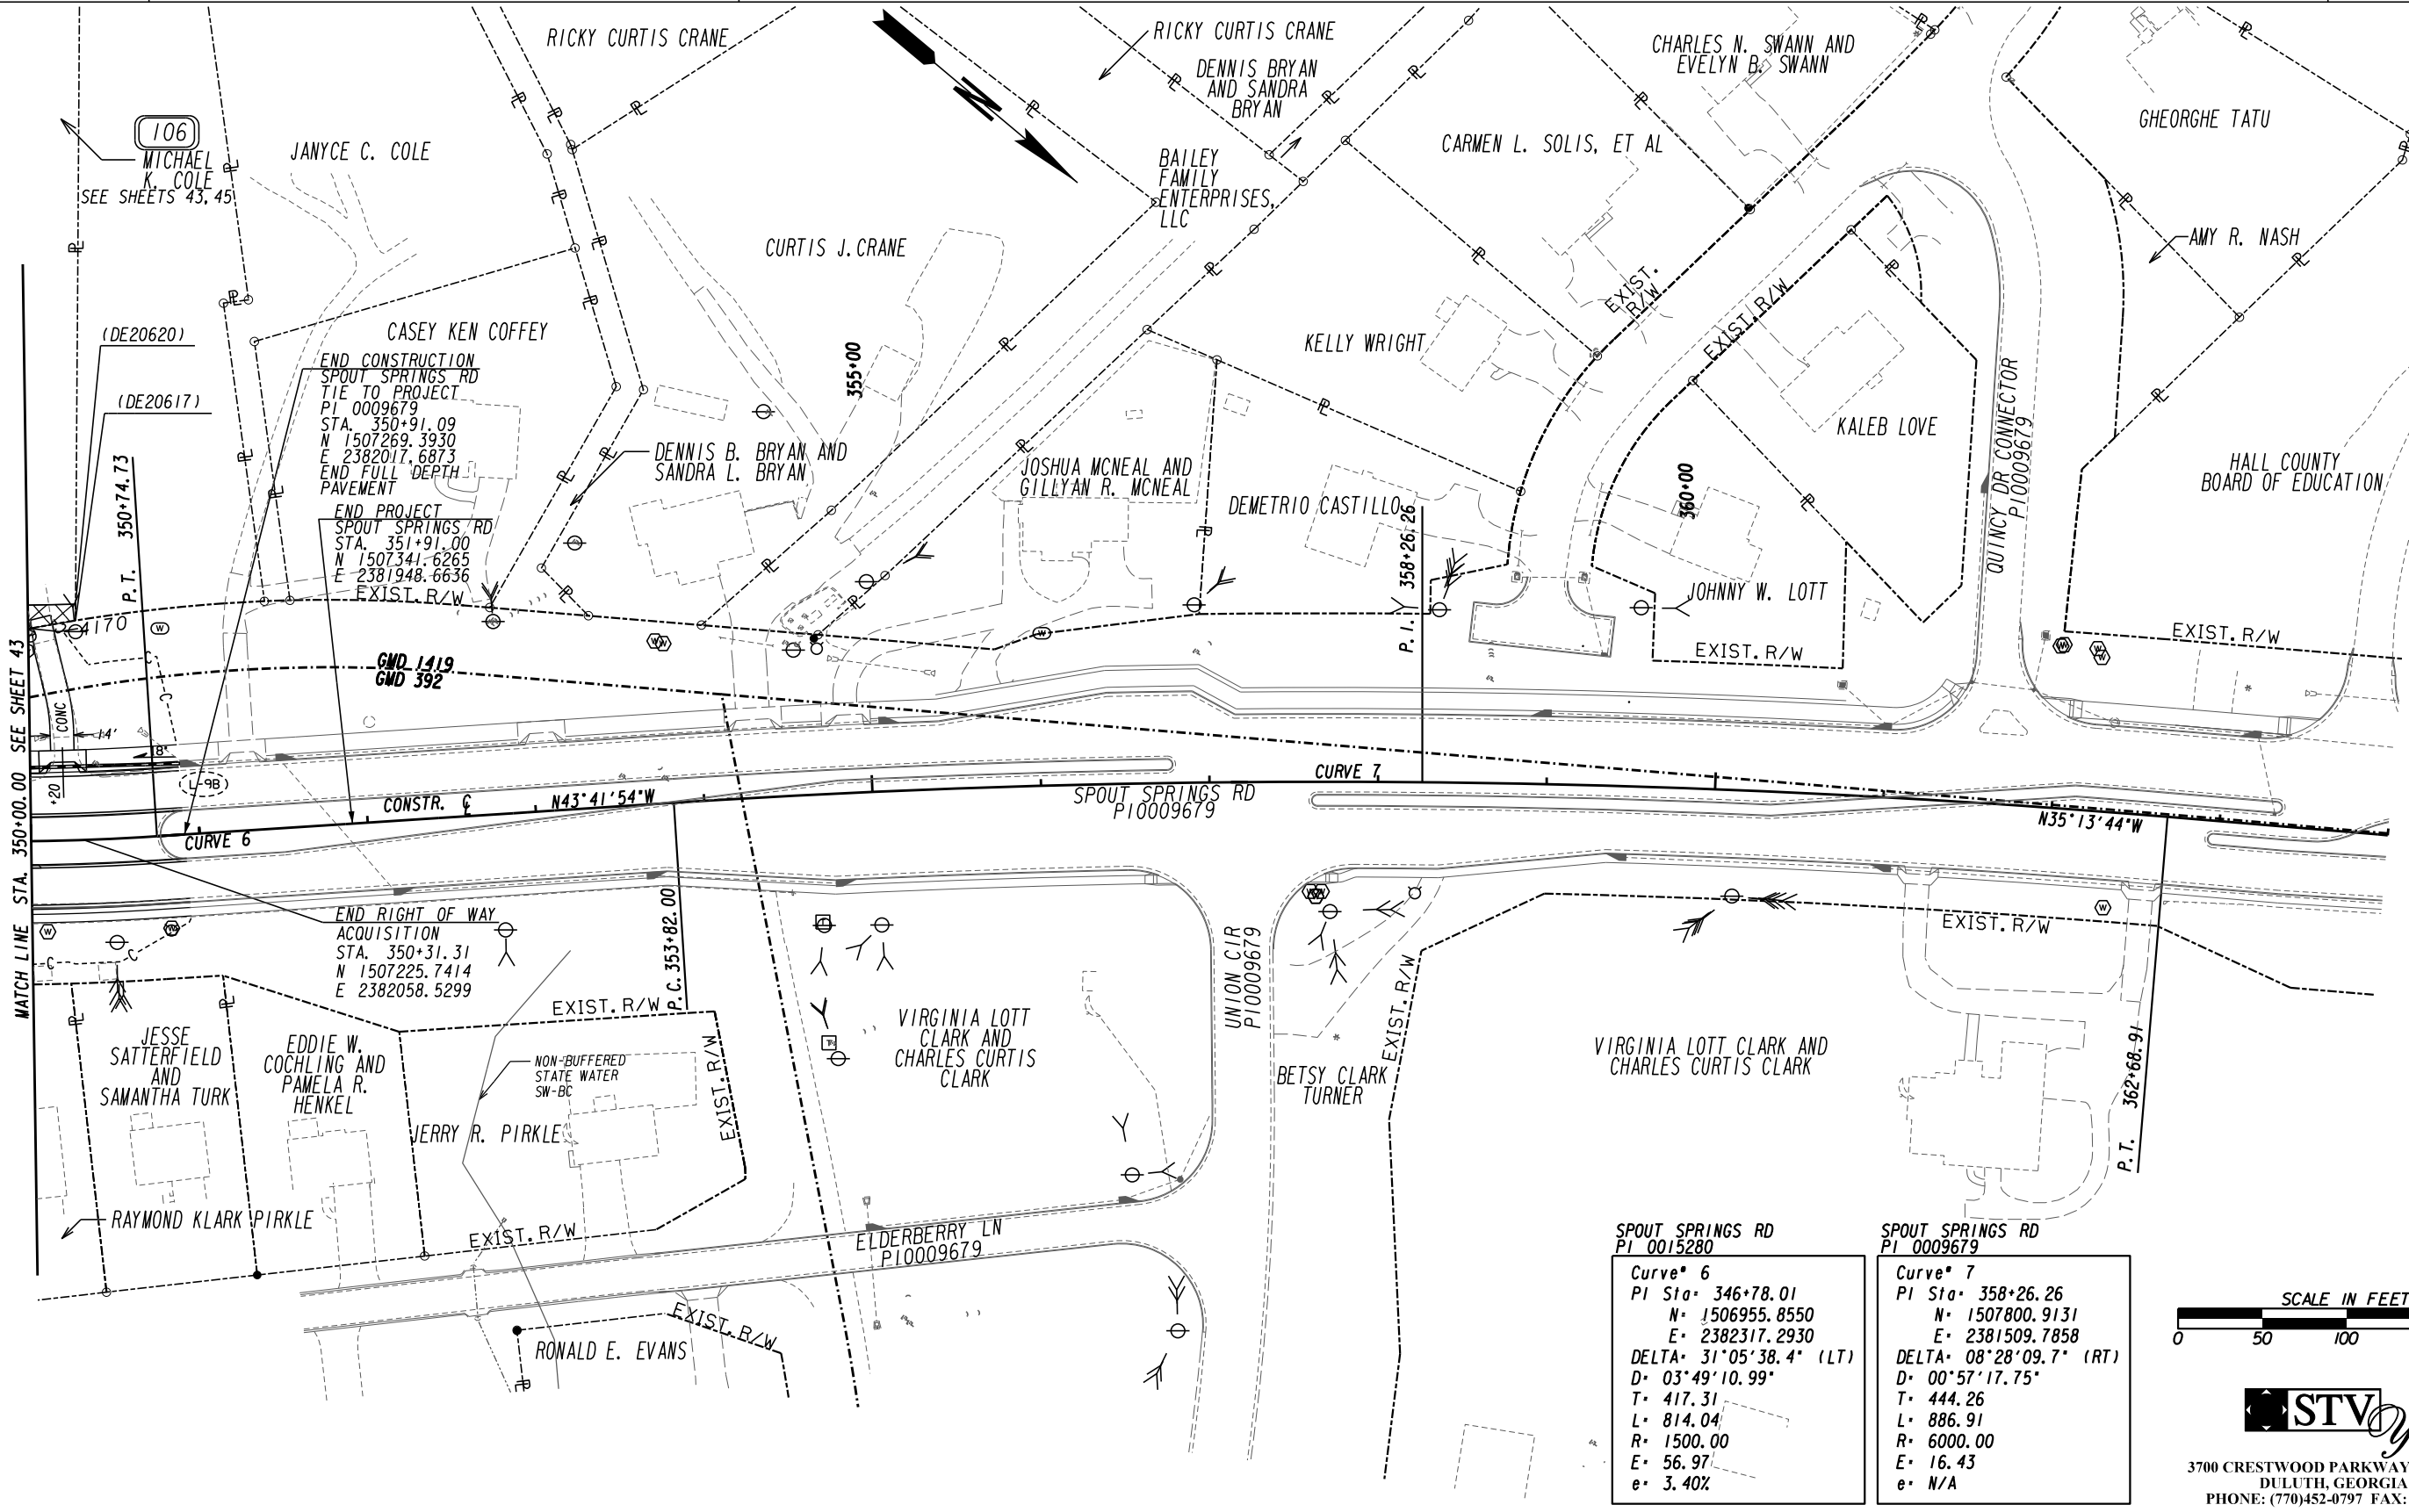 RICKY CURTIS CRANE
RICKY CURTIS CRANE
DENNIS BRYAN
AND SANDRA
BRYAN
CHARLES N. SWANN AND
EVELYN B. SWANN
GHEORGHE TATU
N
106
MICHAEL
K. COLE
SEE SHEETS 43,45
JANYCE C. COLE
BAILEY
FAMILY
ENTERPRISES,
LLC
CARMEN L. SOLIS, ET AL
AMY R. NASH
CURTIS J. CRANE
EXIST.
R/W
EXIST. R/W
(DE20620)
CASEY KEN COFFEY
KELLY WRIGHT
355+00
END CONSTRUCTION
SPOUT SPRINGS RD
TIE TO PROJECT
PI 0009679
STA. 350+91.09
N 1507269.3930
E 2382017.6873
END FULL DEPTH
PAVEMENT
(DE20617)
KALEB LOVE
QUINCY DR CONNECTOR
PI0009679
P.T. 350+74.73
DENNIS B. BRYAN AND
SANDRA L. BRYAN
JOSHUA MCNEAL AND
GILLYAN R. MCNEAL
DEMETRIO CASTILLO
HALL COUNTY
BOARD OF EDUCATION
360+00
END PROJECT
SPOUT SPRINGS RD
STA. 351+91.00
N 1507341.6265
E 2381948.6636
EXIST. R/W
P.I. 358+26.26
JOHNNY W. LOTT
EXIST. R/W
EXIST. R/W
4170
GMD 1419
GMD 392
MATCH LINE STA. 350+00.00 SEE SHEET 43
CONC
14'
18"
+20
L-9B
CURVE 6
CONSTR. ℄
N43°41'54"W
SPOUT SPRINGS RD
PI0009679
CURVE 7
N35°13'44"W
END RIGHT OF WAY
ACQUISITION
STA. 350+31.31
N 1507225.7414
E 2382058.5299
P.C. 353+82.00
EXIST. R/W
EXIST. R/W
NON-BUFFERED
STATE WATER
SW-BC
UNION CIR
PI0009679
EXIST. R/W
EXIST. R/W
JESSE
SATTERFIELD
AND
SAMANTHA TURK
EDDIE W.
COCHLING AND
PAMELA R.
HENKEL
JERRY R. PIRKLE
VIRGINIA LOTT
CLARK AND
CHARLES CURTIS
CLARK
BETSY CLARK
TURNER
VIRGINIA LOTT CLARK AND
CHARLES CURTIS CLARK
P.T. 362+68.91
RAYMOND KLARK PIRKLE
EXIST. R/W
ELDERBERRY LN
PI0009679
EXIST. R/W
RONALD E. EVANS
SPOUT SPRINGS RD
PI 0015280
Curve# 6
PI Sta= 346+78.01
N= 1506955.8550
E= 2382317.2930
DELTA= 31°05'38.4" (LT)
D= 03°49'10.99"
T= 417.31
L= 814.04
R= 1500.00
E= 56.97
e= 3.40%
SPOUT SPRINGS RD
PI 0009679
Curve# 7
PI Sta= 358+26.26
N= 1507800.9131
E= 2381509.7858
DELTA= 08°28'09.7" (RT)
D= 00°57'17.75"
T= 444.26
L= 886.91
R= 6000.00
E= 16.43
e= N/A
SCALE IN FEET
0 50 100
STV
3700 CRESTWOOD PARKWAY
DULUTH, GEORGIA
PHONE: (770)452-0797 FAX: